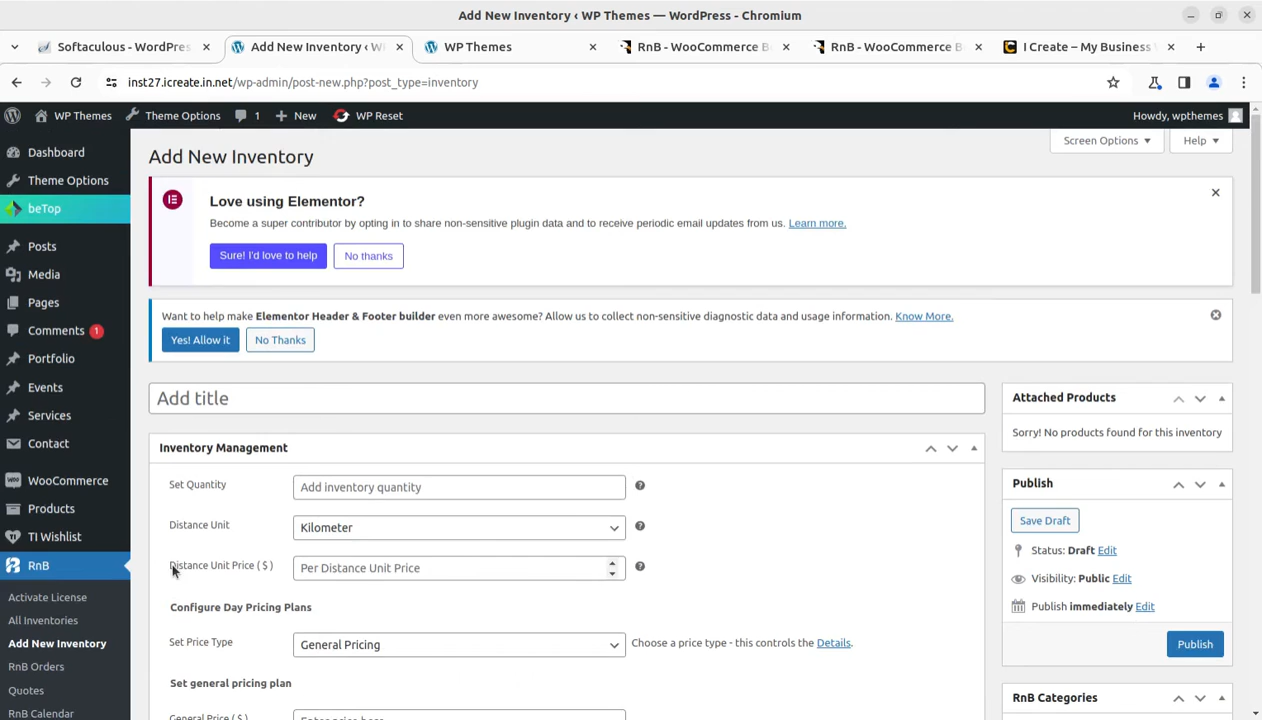 Add New Inventory ‹ WP Themes — WordPress - Chromium
Softaculous - WordPres
Add New Inventory ‹ W
WP Themes
RnB - WooCommerce B
RnB - WooCommerce B
I Create – My Business
inst27.icreate.in.net/wp-admin/post-new.php?post_type=inventory
WP Themes
Theme Options
1
New
WP Reset
Howdy, wpthemes
Dashboard
Theme Options
beTop
Posts
Media
Pages
Comments 1
Portfolio
Events
Services
Contact
WooCommerce
Products
TI Wishlist
RnB
Activate License
All Inventories
Add New Inventory
RnB Orders
Quotes
RnB Calendar
Screen Options
Help
Add New Inventory
Love using Elementor?
Become a super contributor by opting in to share non-sensitive plugin data and to receive periodic email updates from us. Learn more.
Sure! I'd love to help
No thanks
Want to help make Elementor Header & Footer builder even more awesome? Allow us to collect non-sensitive diagnostic data and usage information. Know More.
Yes! Allow it
No Thanks
Add title
Inventory Management
Set Quantity
Add inventory quantity
Distance Unit
Kilometer
Distance Unit Price ( $ )
Per Distance Unit Price
Configure Day Pricing Plans
Set Price Type
General Pricing
Choose a price type - this controls the Details.
Set general pricing plan
General Price ( $ )
Enter price here
Attached Products
Sorry! No products found for this inventory
Publish
Save Draft
Status: Draft Edit
Visibility: Public Edit
Publish immediately Edit
Publish
RnB Categories